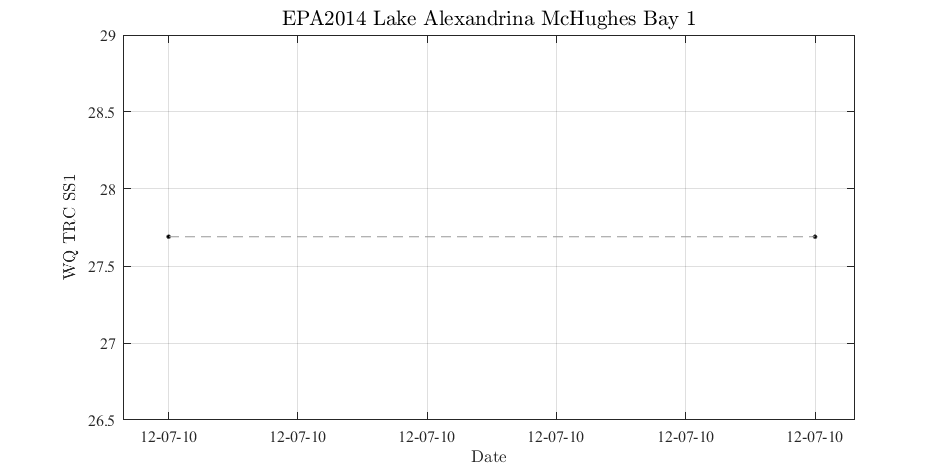 EPA2014 Lake Alexandrina McHughes Bay 1
WQ TRC SS1
29
28.5
28
27.5
27
26.5
12-07-10 12-07-10 12-07-10 12-07-10 12-07-10 12-07-10
Date